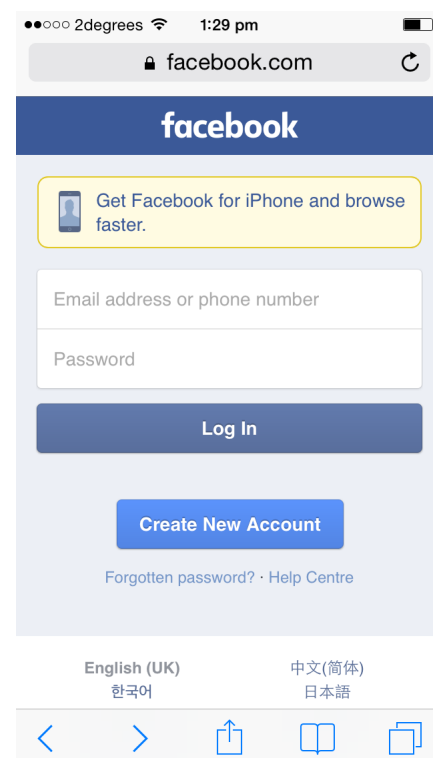 2degrees 1:29 pm
facebook.com
facebook
Get Facebook for iPhone and browse
faster.
Email address or phone number
Password
Log In
Create New Account
Forgotten password? · Help Centre
English (UK) 中文(简体)
한국어 日本語